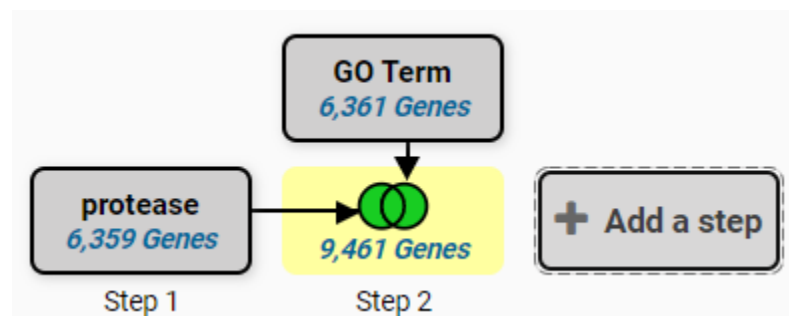 GO Term
6,361 Genes
protease
6,359 Genes
9,461 Genes
Add a step
Step 1
Step 2